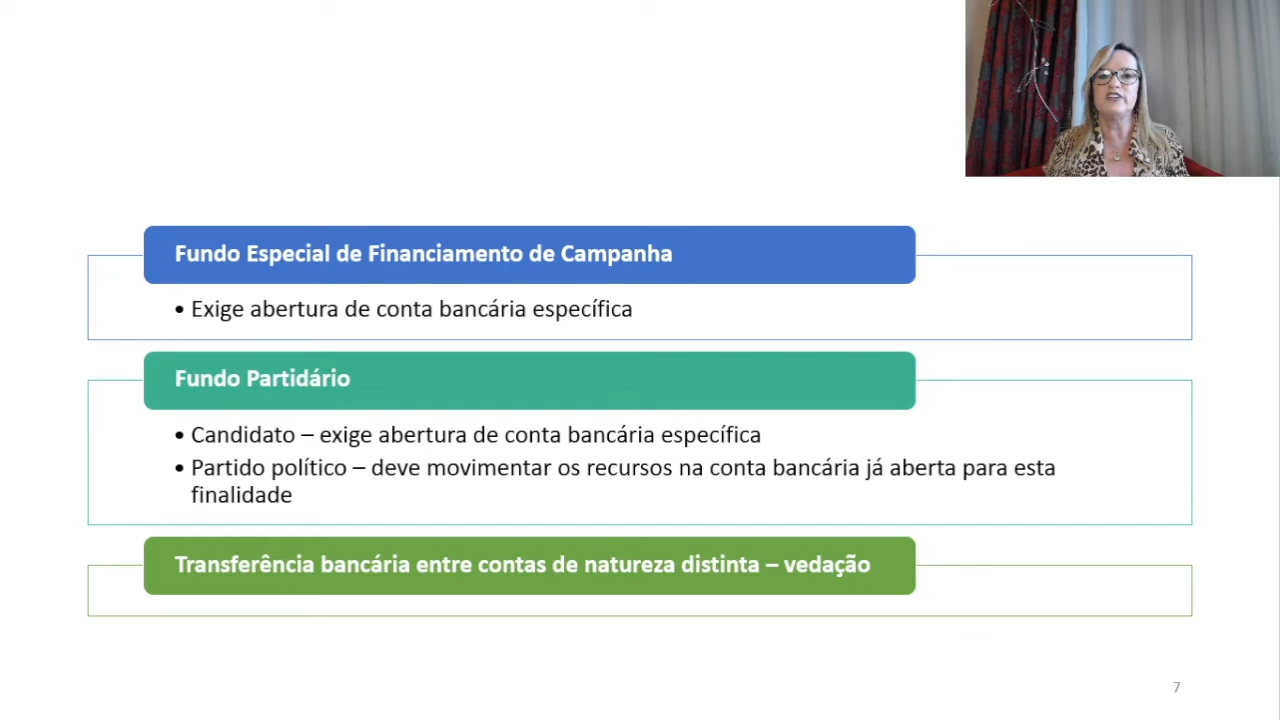 Fundo Especial de Financiamento de Campanha
• Exige abertura de conta bancária específica
Fundo Partidário
• Candidato – exige abertura de conta bancária específica
• Partido político – deve movimentar os recursos na conta bancária já aberta para esta
finalidade
Transferência bancária entre contas de natureza distinta – vedação
7